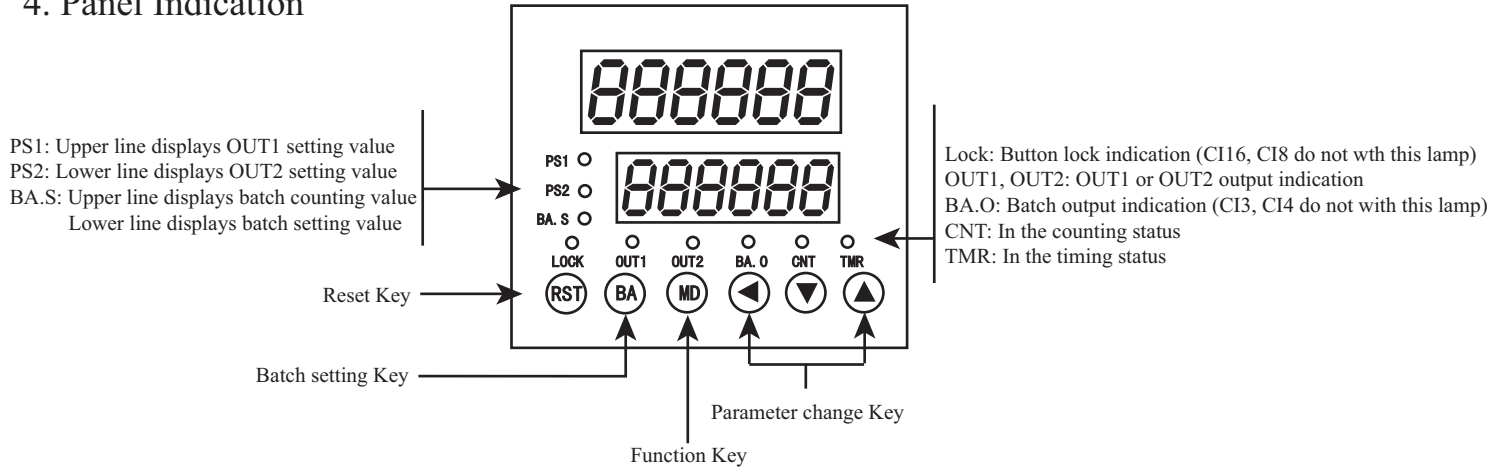 4. Panel Indication
888888
PS1: Upper line displays OUT1 setting value
PS2: Lower line displays OUT2 setting value
BA.S: Upper line displays batch counting value
Lower line displays batch setting value
PS1
PS2
BA. S
888888
Lock: Button lock indication (CI16, CI8 do not wth this lamp)
OUT1, OUT2: OUT1 or OUT2 output indication
BA.O: Batch output indication (CI3, CI4 do not with this lamp)
CNT: In the counting status
TMR: In the timing status
LOCK OUT1 OUT2 BA. O CNT TMR
Reset Key
RST BA MD
Batch setting Key
Parameter change Key
Function Key